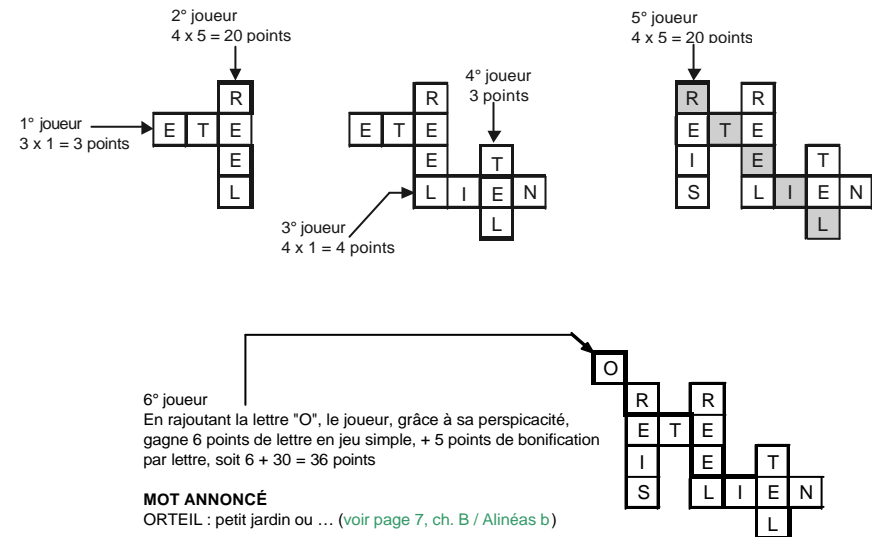 2° joueur
4 x 5 = 20 points
1° joueur
3 x 1 = 3 points
R
E T E
E
L
4° joueur
3 points
R
E T E
E T
L I E N
L
3° joueur
4 x 1 = 4 points
5° joueur
4 x 5 = 20 points
R R
E T E
I E T
S L I E N
L
6° joueur
En rajoutant la lettre "O", le joueur, grâce à sa perspicacité,
gagne 6 points de lettre en jeu simple, + 5 points de bonification
par lettre, soit 6 + 30 = 36 points
MOT ANNONCÉ
ORTEIL : petit jardin ou … (voir page 7, ch. B / Alinéas b)
O
R R
E T E
I E T
S L I E N
L